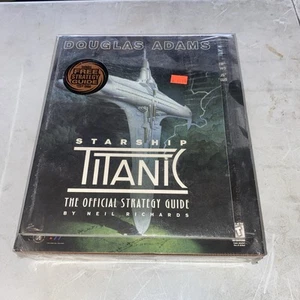 DOUGLAS ADAMS
FREE
STRATEGY
GUIDE
STARSHIP
TITANIC
THE OFFICIAL STRATEGY GUIDE
BY NEIL RICHARDS